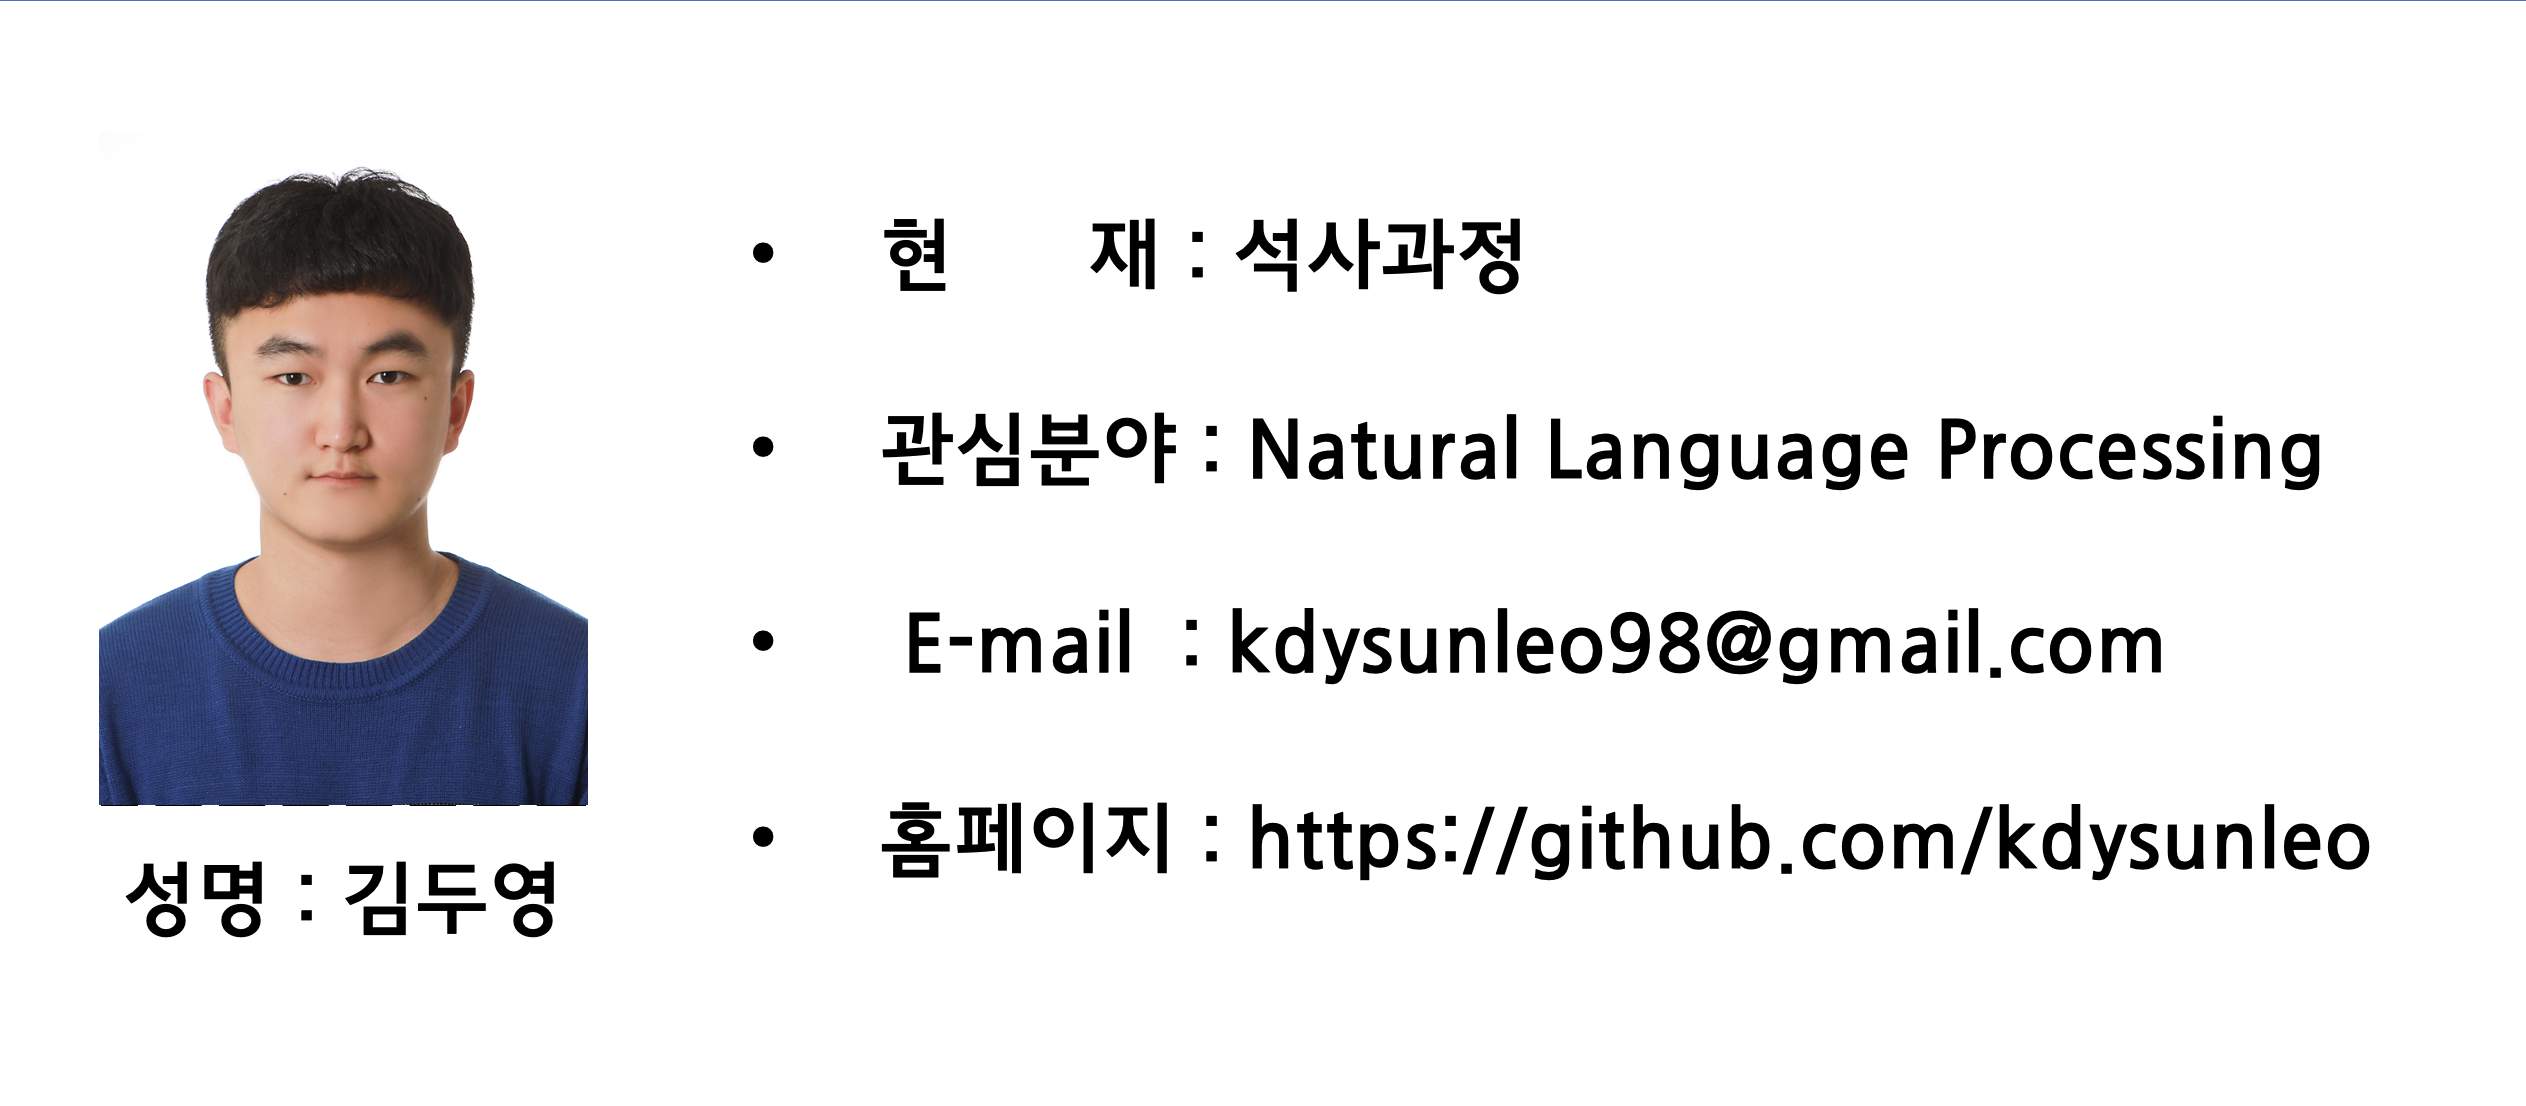 • 현 재 : 석사과정
• 관심분야 : Natural Language Processing
• E-mail : kdysunleo98@gmail.com
• 홈페이지 : https://github.com/kdysunleo
성명 : 김두영